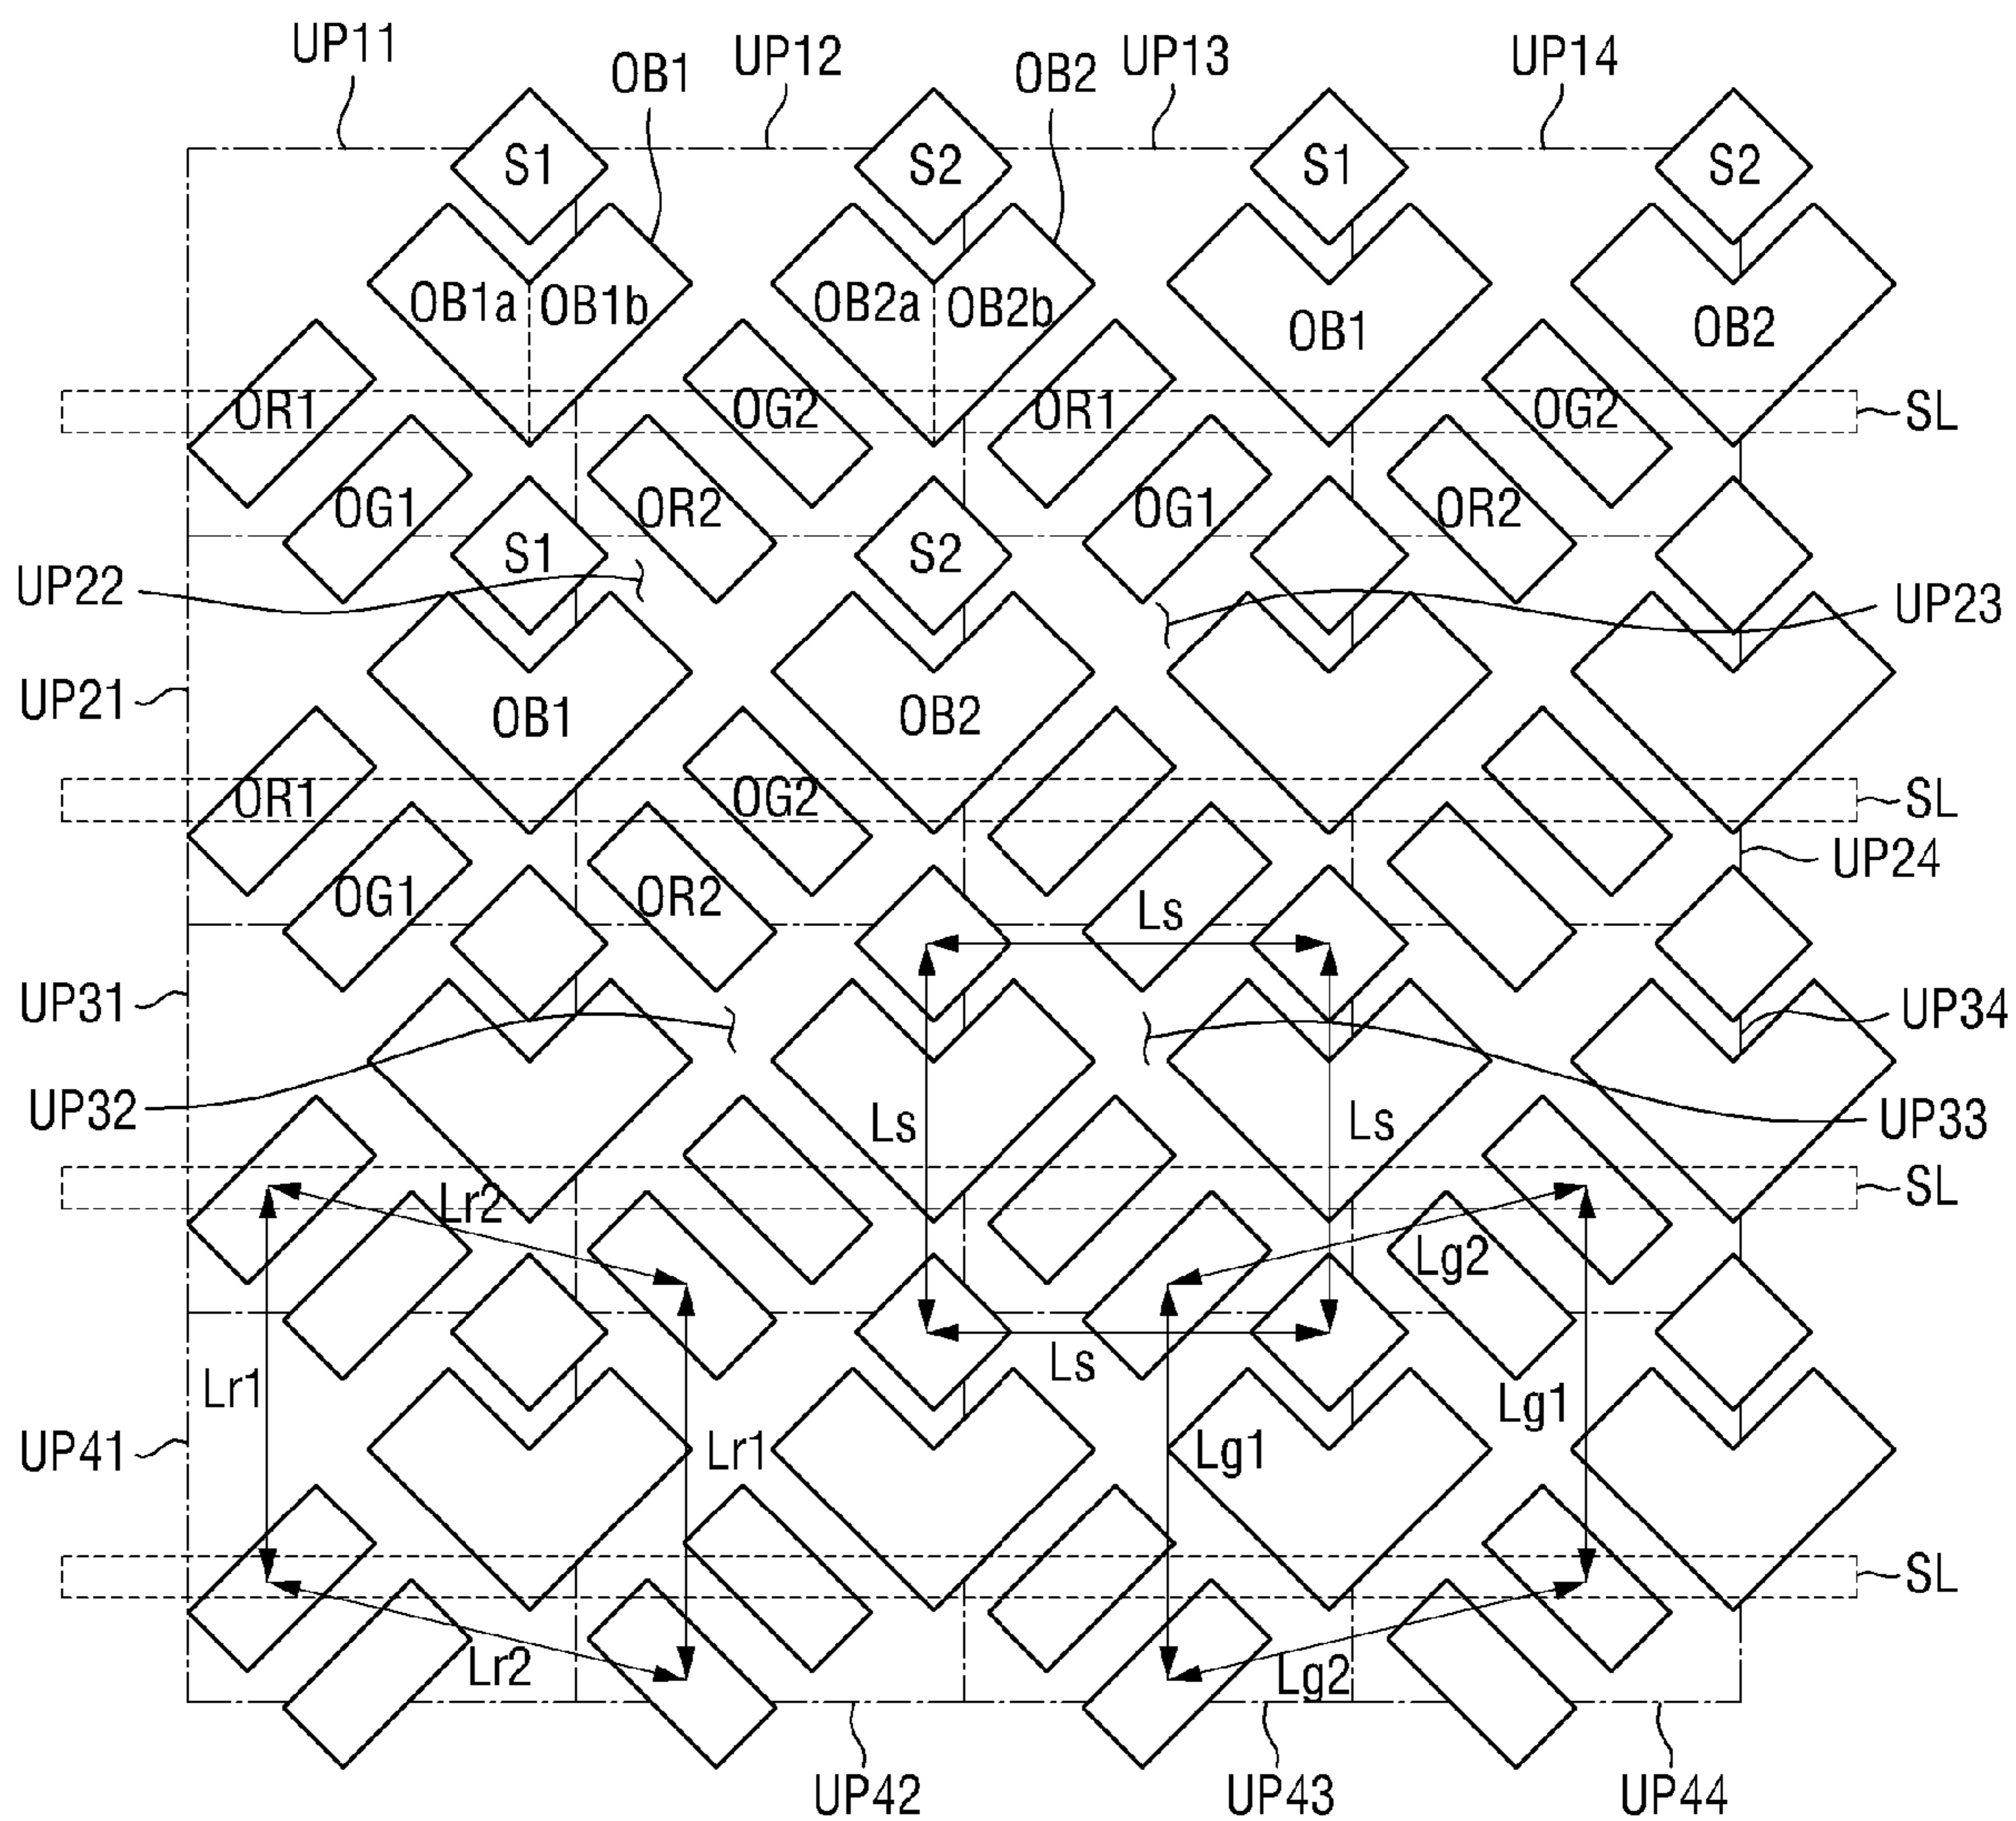 UP11
OB1
UP12
OB2
UP13
UP14
S1
S2
S1
S2
OB1a
OB1b
OB2a
OB2b
OB1
OB2
OR1
OG2
OR1
OG2
SL
OG1
OR2
OG1
OR2
S1
S2
UP22
UP23
UP21
OB1
OB2
OR1
OG2
SL
UP24
OG1
OR2
Ls
UP31
UP34
UP32
Ls
Ls
UP33
Lr2
SL
Lg2
Lr1
Ls
Lg1
UP41
Lr1
Lg1
SL
Lr2
Lg2
UP42
UP43
UP44